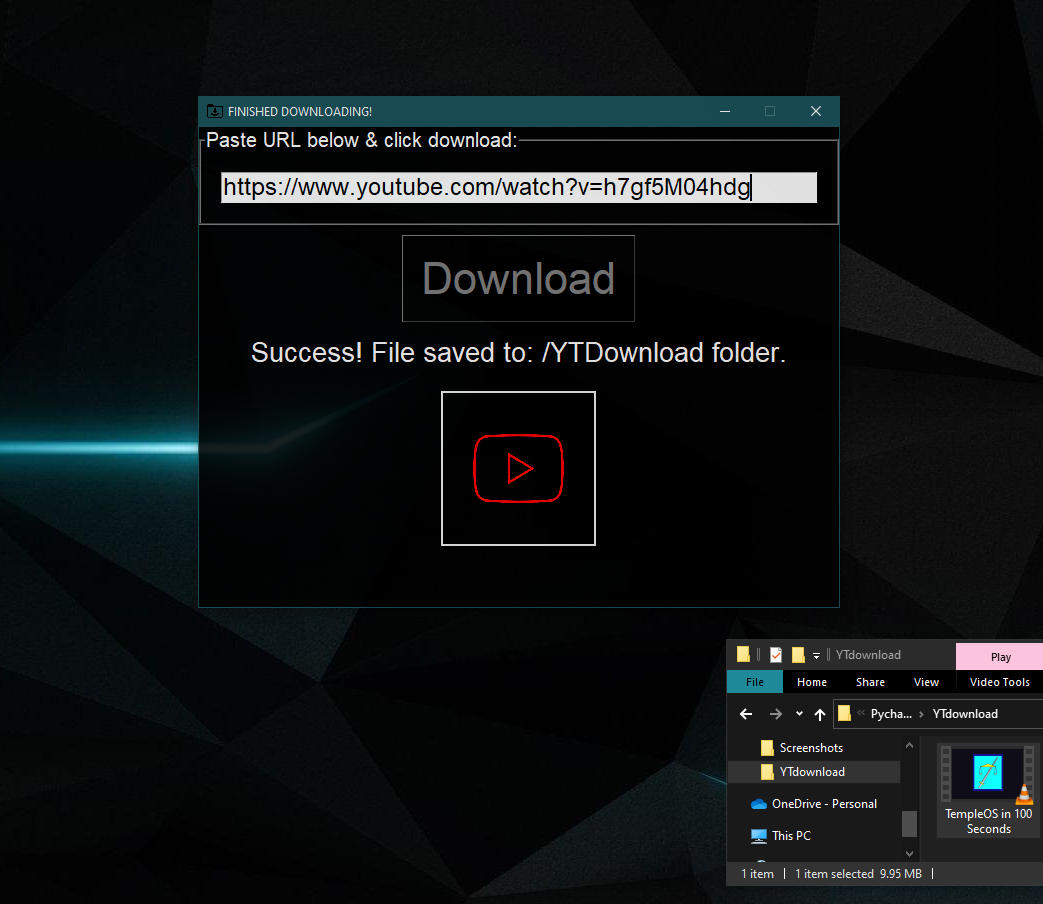 FINISHED DOWNLOADING!
Paste URL below & click download:
https://www.youtube.com/watch?v=h7gf5M04hdg
Download
Success! File saved to: /YTDownload folder.
YTdownload
Play
File Home Share View Video Tools
Pycha... YTdownload
Screenshots
YTdownload
OneDrive - Personal
This PC
TempleOS in 100
Seconds
1 item 1 item selected 9.95 MB